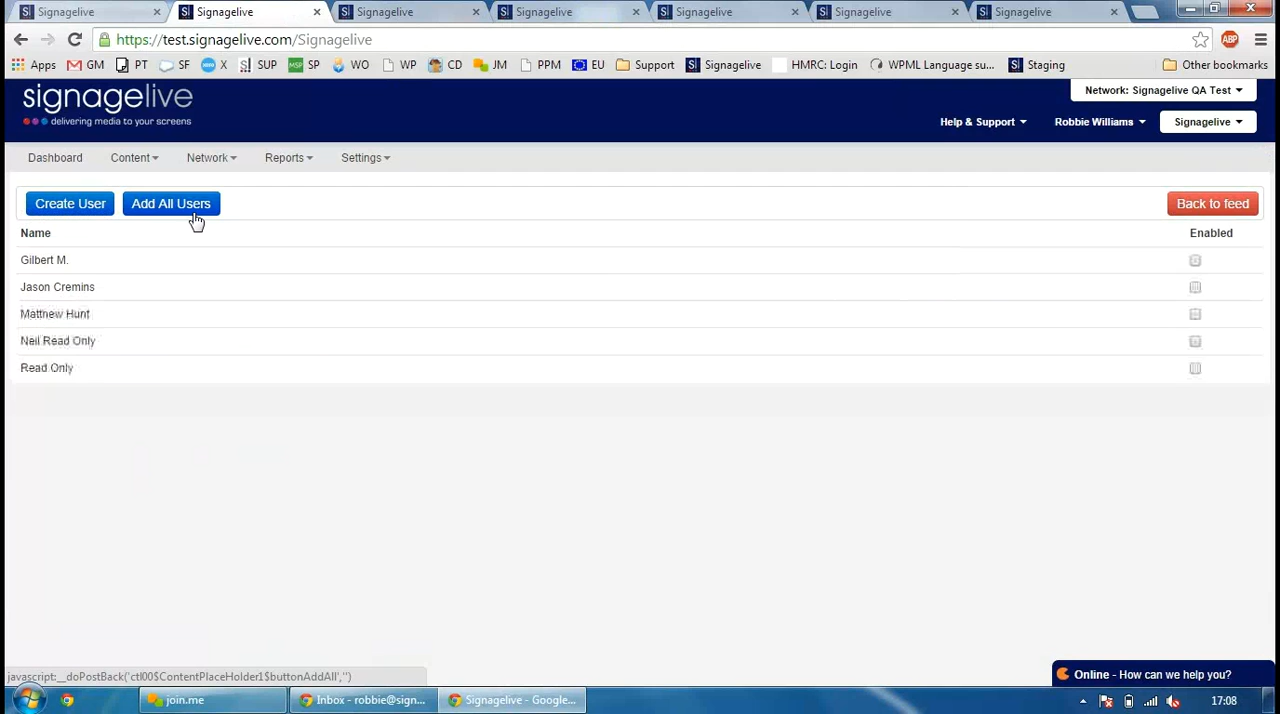 Signagelive
Signagelive
Signagelive
Signagelive
Signagelive
Signagelive
Signagelive
https://test.signagelive.com/Signagelive
ABP
Apps GM PT SF X SUP SP WO WP CD JM PPM EU Support Signagelive HMRC: Login WPML Language su... Staging Other bookmarks
signagelive
delivering media to your screens
Network: Signagelive QA Test
Help & Support Robbie Williams Signagelive
Dashboard Content Network Reports Settings
Create User Add All Users Back to feed
Name Enabled
Gilbert M.
Jason Cremins
Matthew Hunt
Neil Read Only
Read Only
javascript:__doPostBack('ctl00$ContentPlaceHolder1$buttonAddAll','')
Online - How can we help you?
join.me Inbox - robbie@sign... Signagelive - Google... 17:08